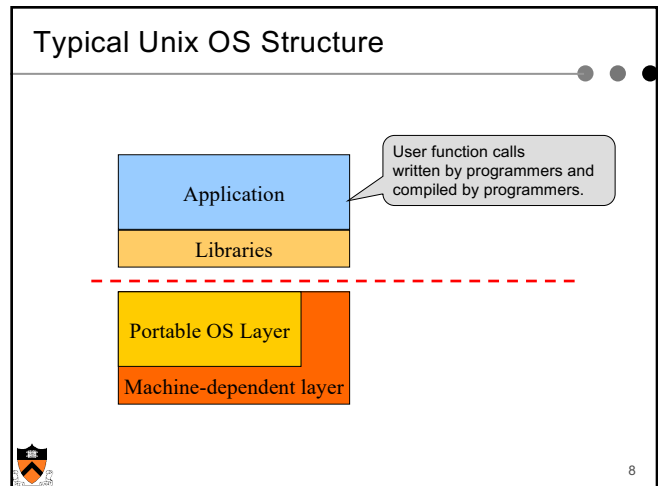 Typical Unix OS Structure
User function calls
written by programmers and
compiled by programmers.
Application
Libraries
Portable OS Layer
Machine-dependent layer
8